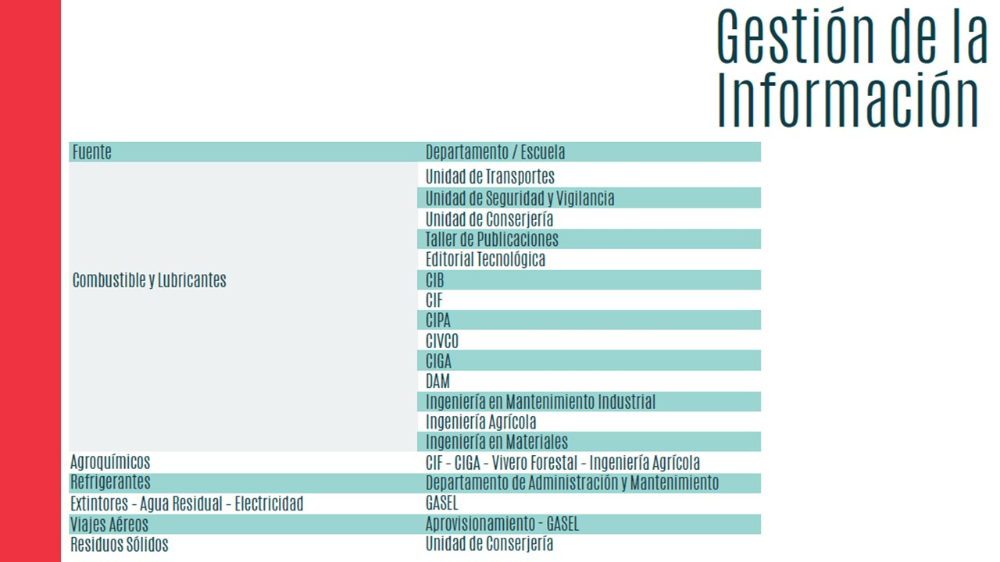 Gestión de la
Información
Fuente Departamento / Escuela
Unidad de Transportes
Unidad de Seguridad y Vigilancia
Unidad de Conserjería
Taller de Publicaciones
Editorial Tecnológica
Combustible y Lubricantes CIB
CIF
CIPA
CIVCO
CIGA
DAM
Ingeniería en Mantenimiento Industrial
Ingeniería Agrícola
Ingeniería en Materiales
Agroquímicos CIF - CIGA - Vivero Forestal - Ingeniería Agrícola
Refrigerantes Departamento de Administración y Mantenimiento
Extintores - Agua Residual - Electricidad GASEL
Viajes Aéreos Aprovisionamiento - GASEL
Residuos Sólidos Unidad de Conserjería